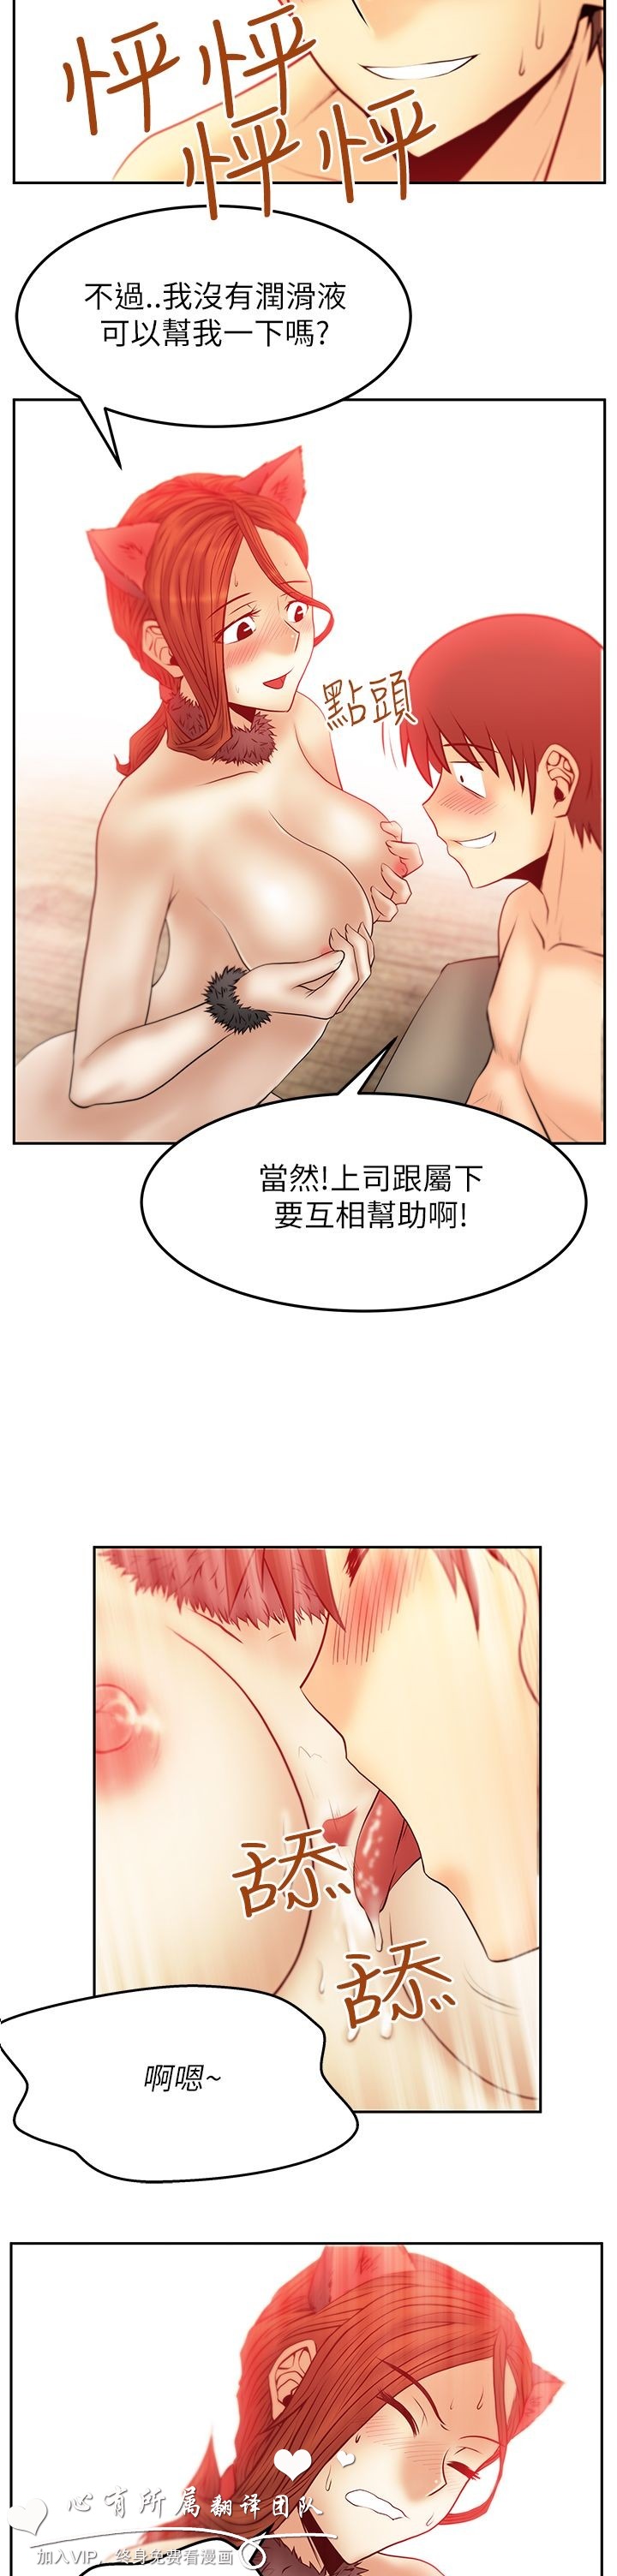 怦怦
怦怦
不過..我沒有潤滑液
可以幫我一下嗎?
點頭
當然!上司跟屬下
要互相幫助啊!
舔
舔
啊嗯~
心有所属翻译团队
加入VIP，终身免费看漫画